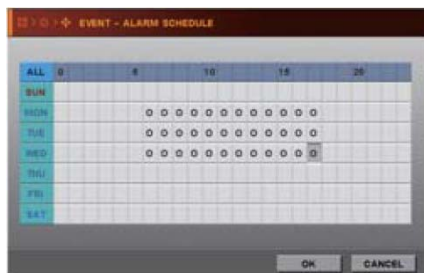 EVENT - ALARM SCHEDULE
ALL 0 5 10 15 20
SUN
MON O O O O O O O O O O O O
TUE O O O O O O O O O O O O
WED O O O O O O O O O O O O
THU
FRI
SAT
OK CANCEL